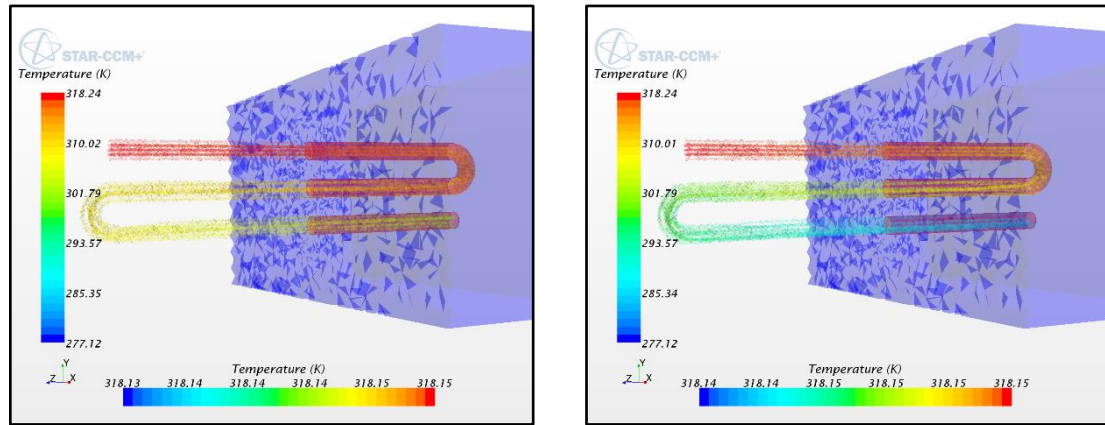 STAR-CCM+
Temperature (K)
318.24
310.02
301.79
293.57
285.35
277.12
Y
Z X
Temperature (K)
318.13 318.14 318.14 318.14 318.15 318.15
STAR-CCM+
Temperature (K)
318.24
310.01
301.79
293.57
285.34
277.12
Y
Z X
Temperature (K)
318.14 318.14 318.15 318.15 318.15 318.15